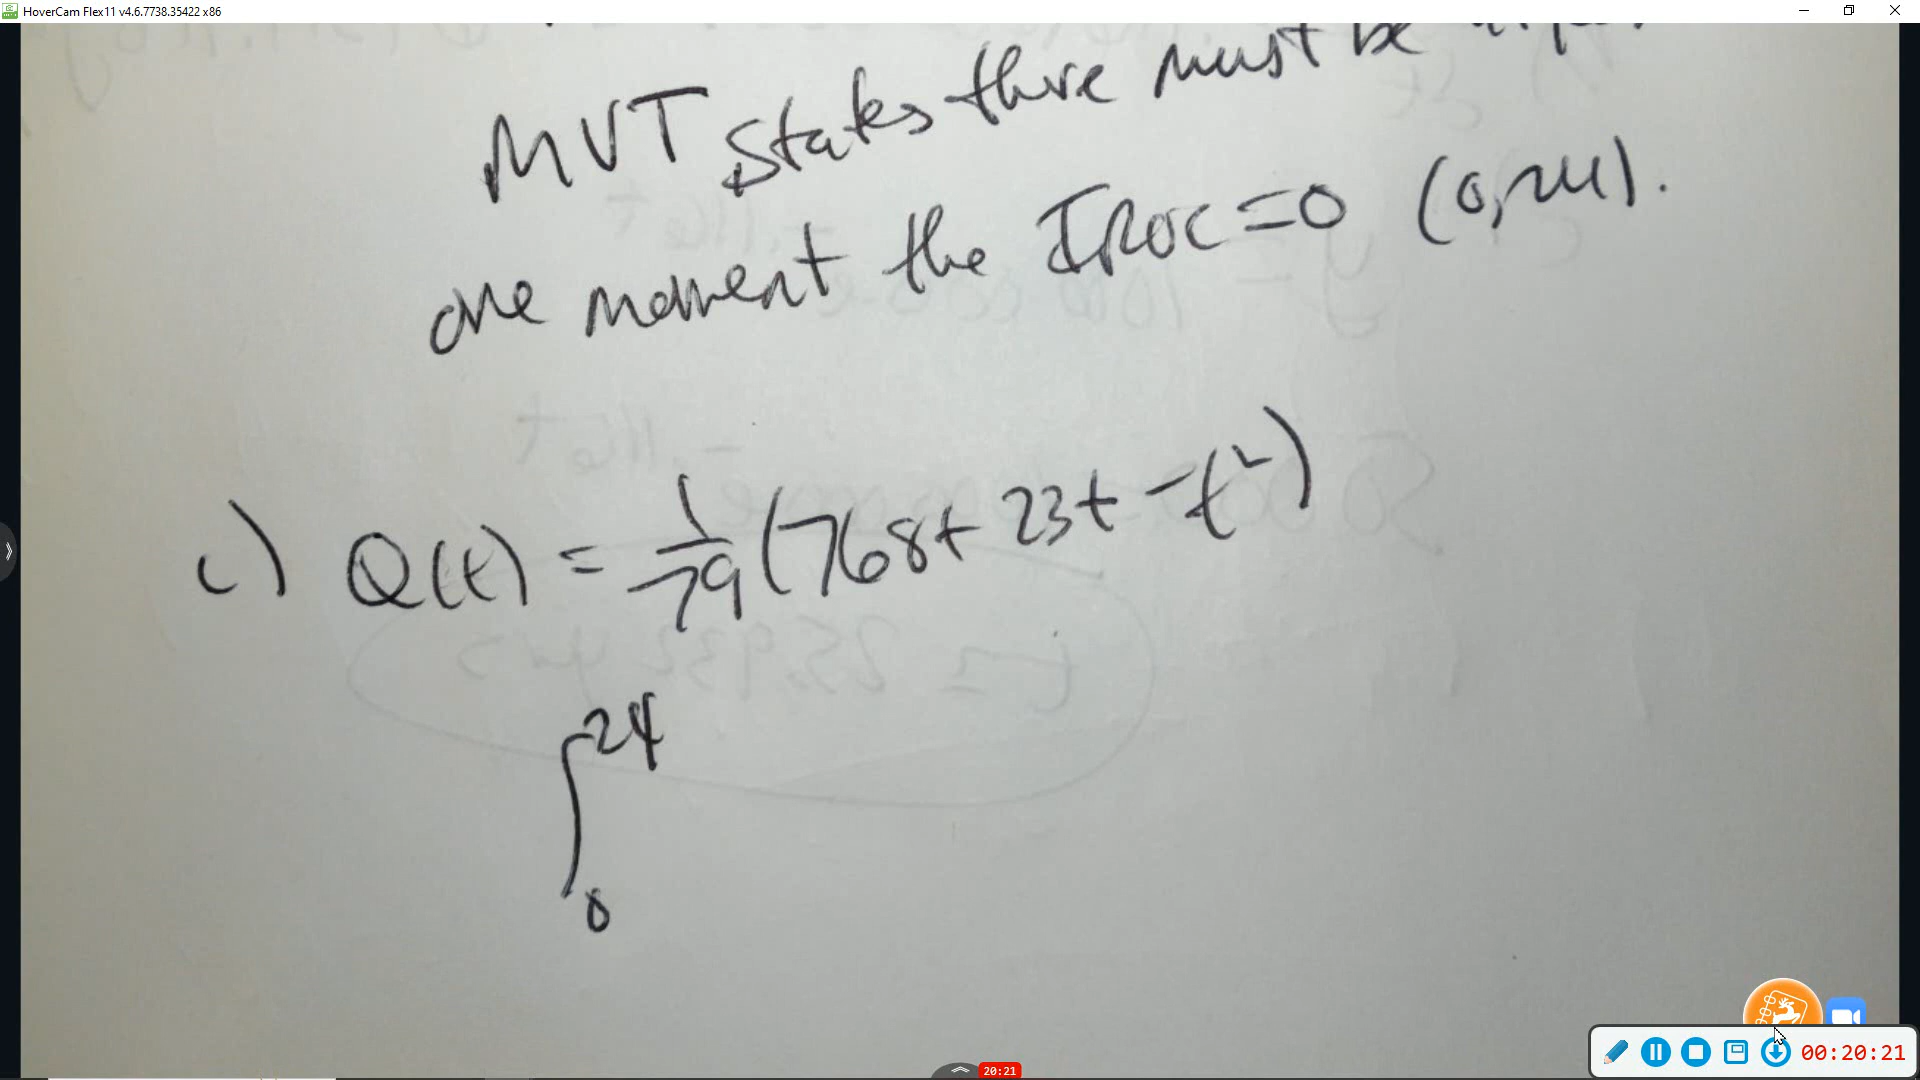 HoverCam Flex11 v4.6.7738.35422 x86
MVT states there must be
one moment the IROC=0 (0,24).
c) Q(t) = 1/79 (768+23t-t²)
∫₀²⁴
00:20:21
20:21